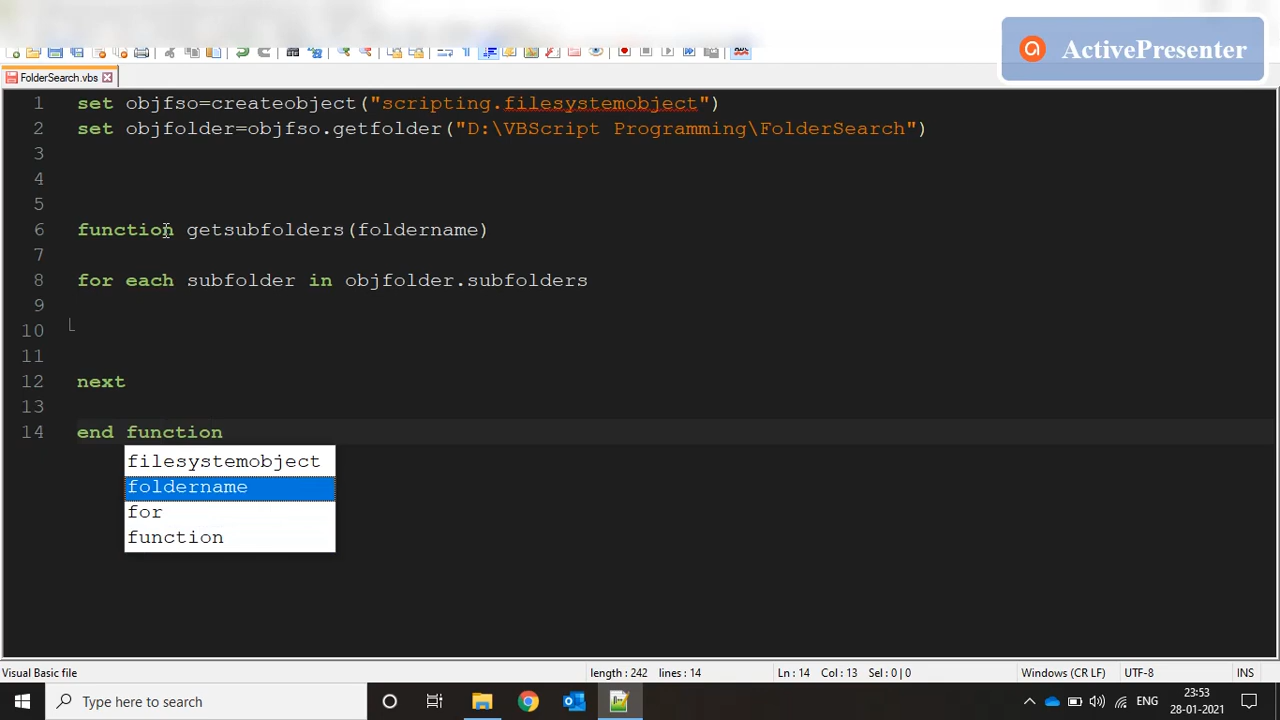 ActivePresenter
FolderSearch.vbs
1 set objfso=createobject("scripting.filesystemobject")
2 set objfolder=objfso.getfolder("D:\VBScript Programming\FolderSearch")
3
4
5
6 function getsubfolders(foldername)
7
8 for each subfolder in objfolder.subfolders
9
10
11
12 next
13
14 end function
filesystemobject
foldername
for
function
Visual Basic file length : 242 lines : 14 Ln : 14 Col : 13 Sel : 0 | 0 Windows (CR LF) UTF-8 INS
Type here to search ENG 23:53
28-01-2021